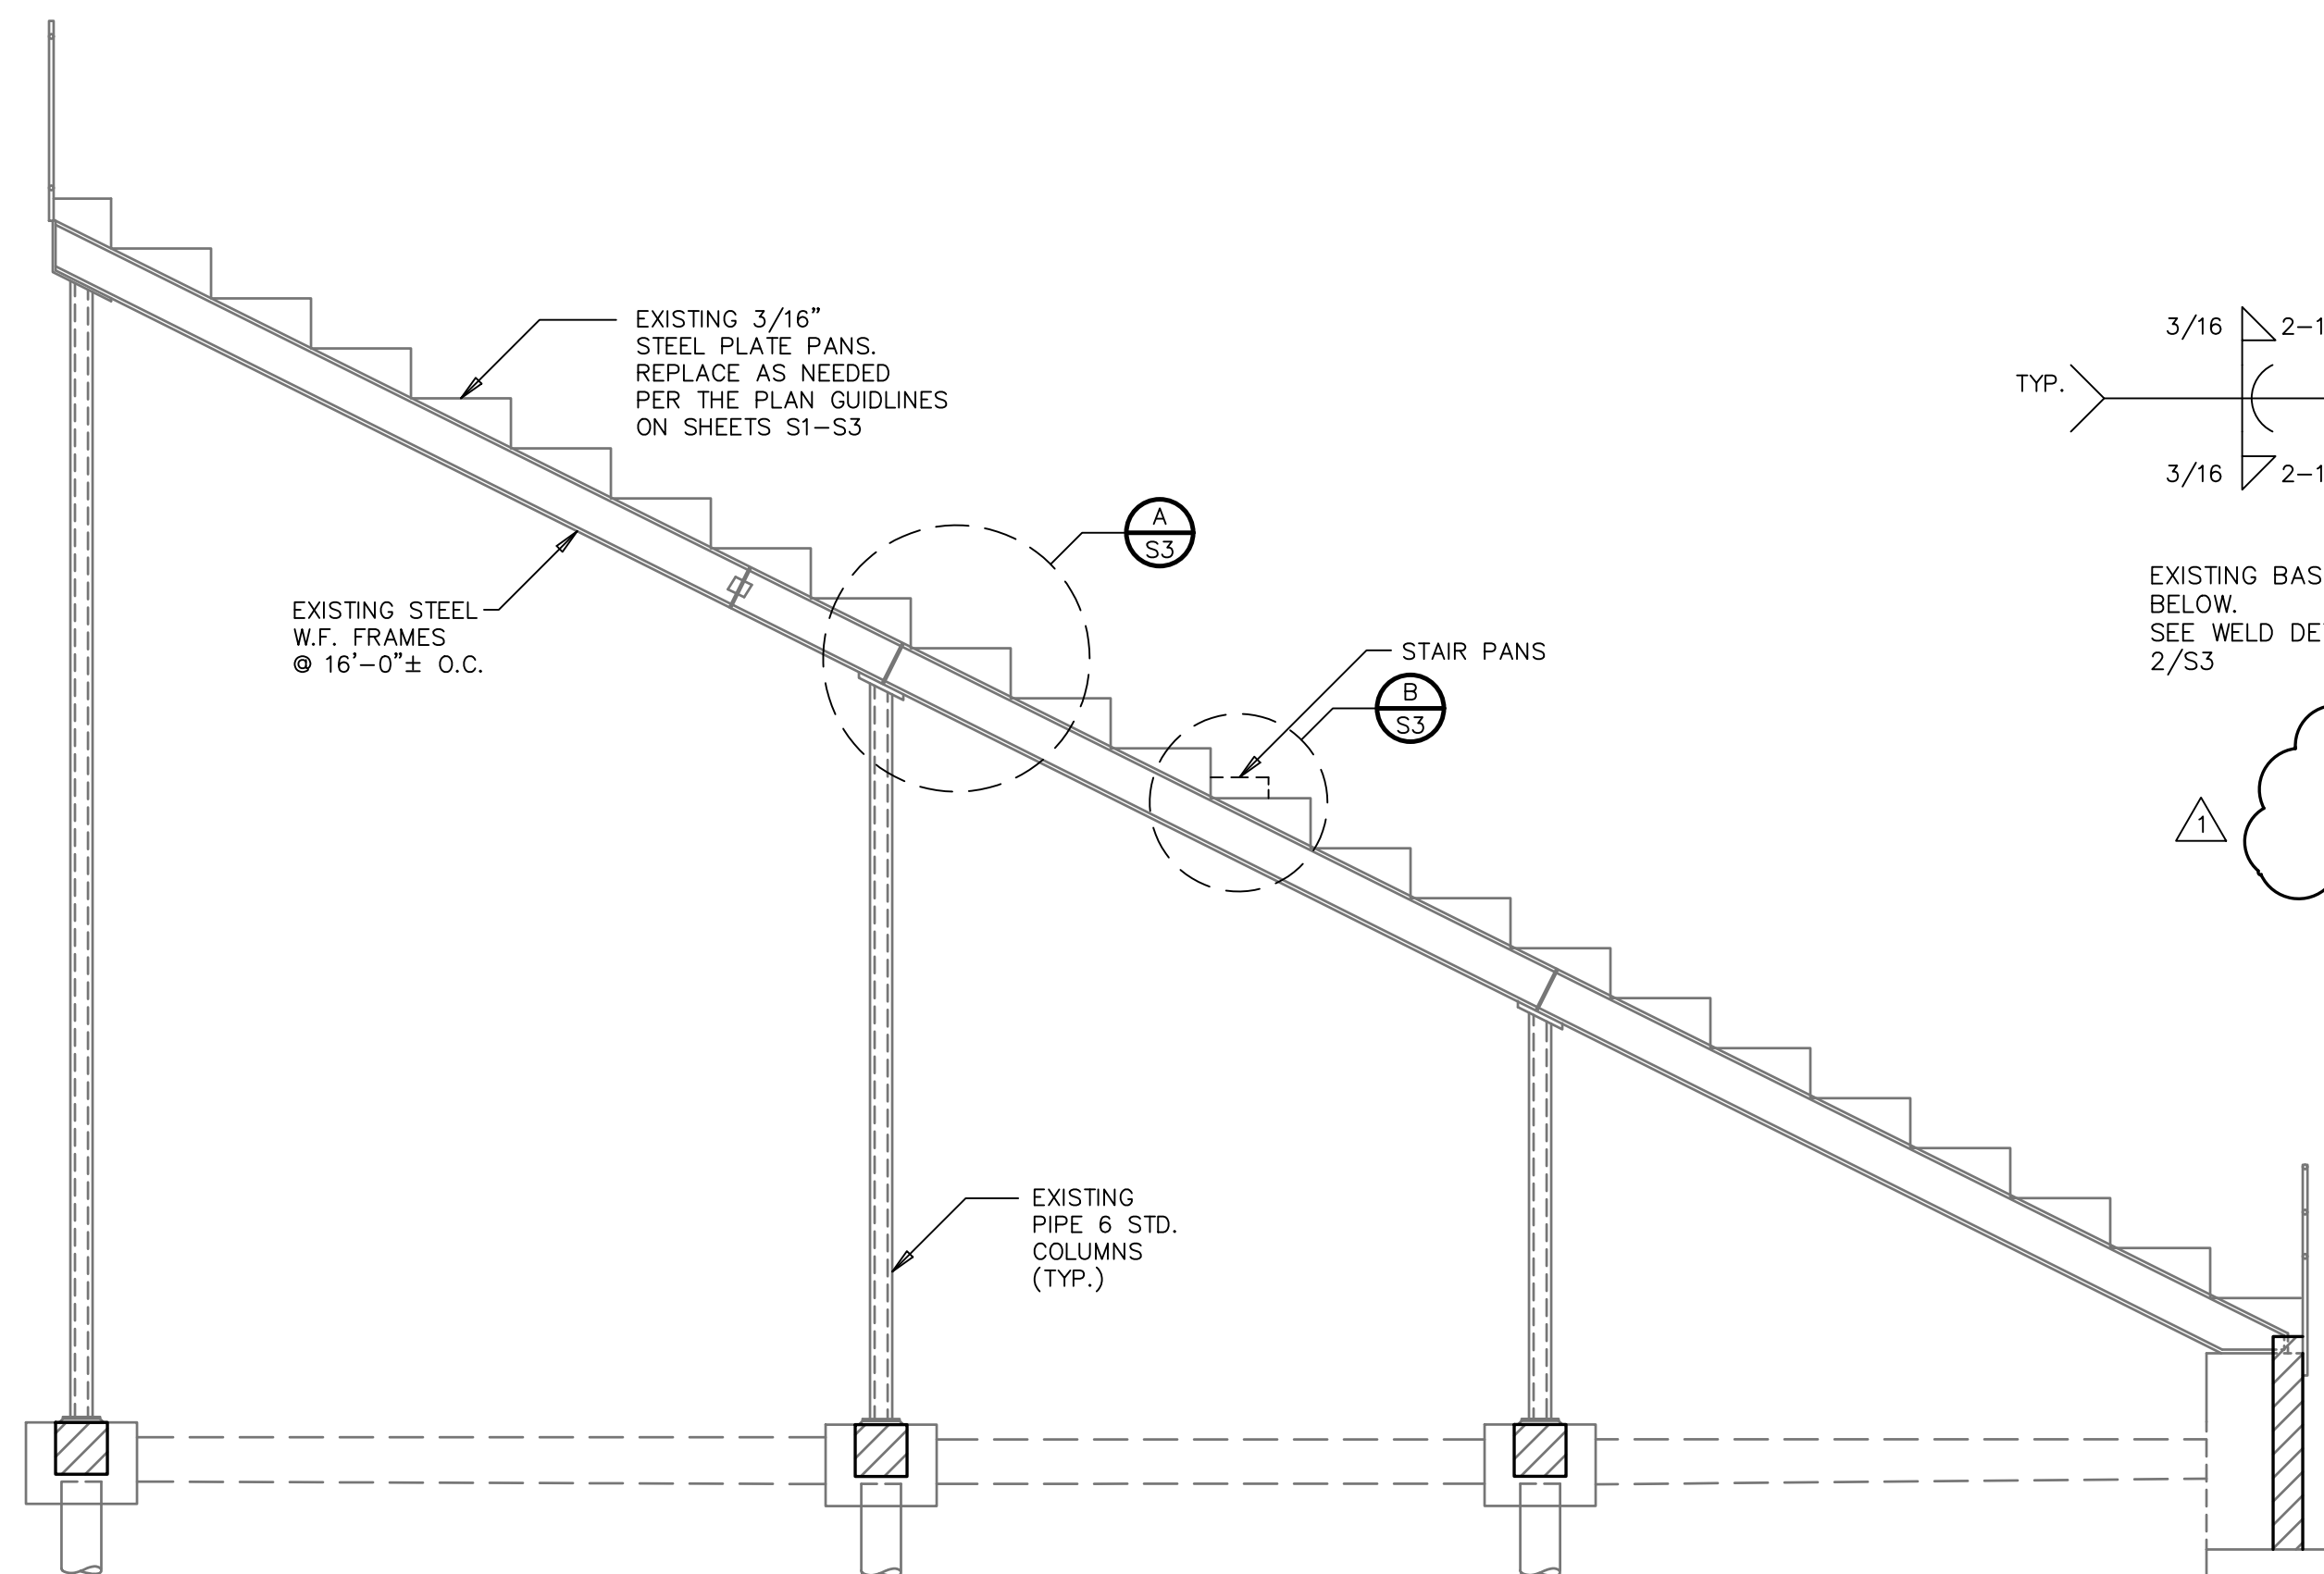 EXISTING 3/16”
STEEL PLATE PANS.
REPLACE AS NEEDED
PER THE PLAN GUIDLINES
ON SHEETS S1-S3
3/16 2-1
TYP.
3/16 2-1
A
S3
EXISTING STEEL
W.F. FRAMES
@ 16'-0"± O.C.
EXISTING BAS
BELOW.
SEE WELD DE
2/S3
STAIR PANS
B
S3
1
EXISTING
PIPE 6 STD.
COLUMNS
(TYP.)